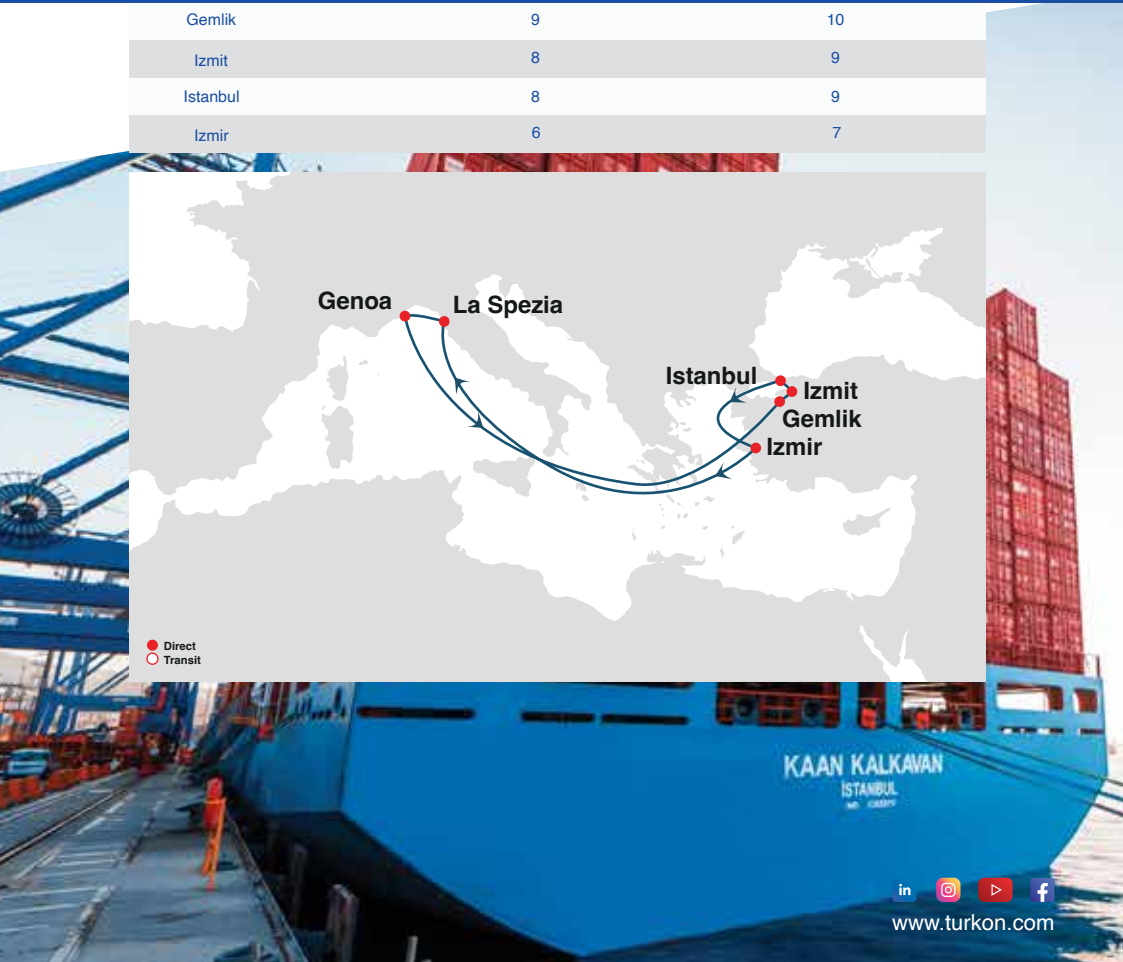 Gemlik 9 10
Izmit 8 9
Istanbul 8 9
Izmir 6 7
Genoa
La Spezia
Istanbul
Izmit
Gemlik
Izmir
Direct
Transit
KAAN KALKAVAN
İSTANBUL
in
www.turkon.com